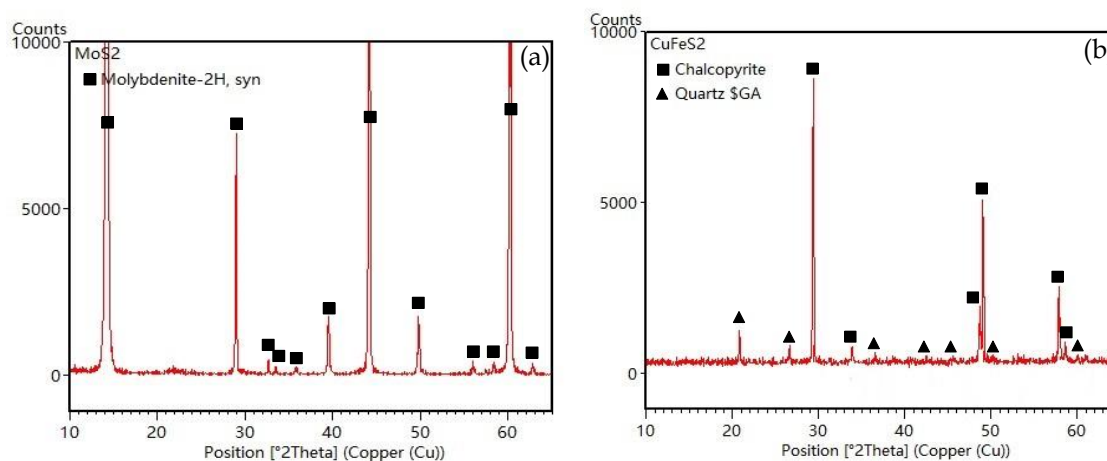 Counts
10000
MoS2
Molybdenite-2H, syn
(a)
5000
0
10 20 30 40 50 60
Position [°2Theta] (Copper (Cu))
Counts
10000
CuFeS2
Chalcopyrite
Quartz $GA
(b)
5000
0
10 20 30 40 50 60
Position [°2Theta] (Copper (Cu))